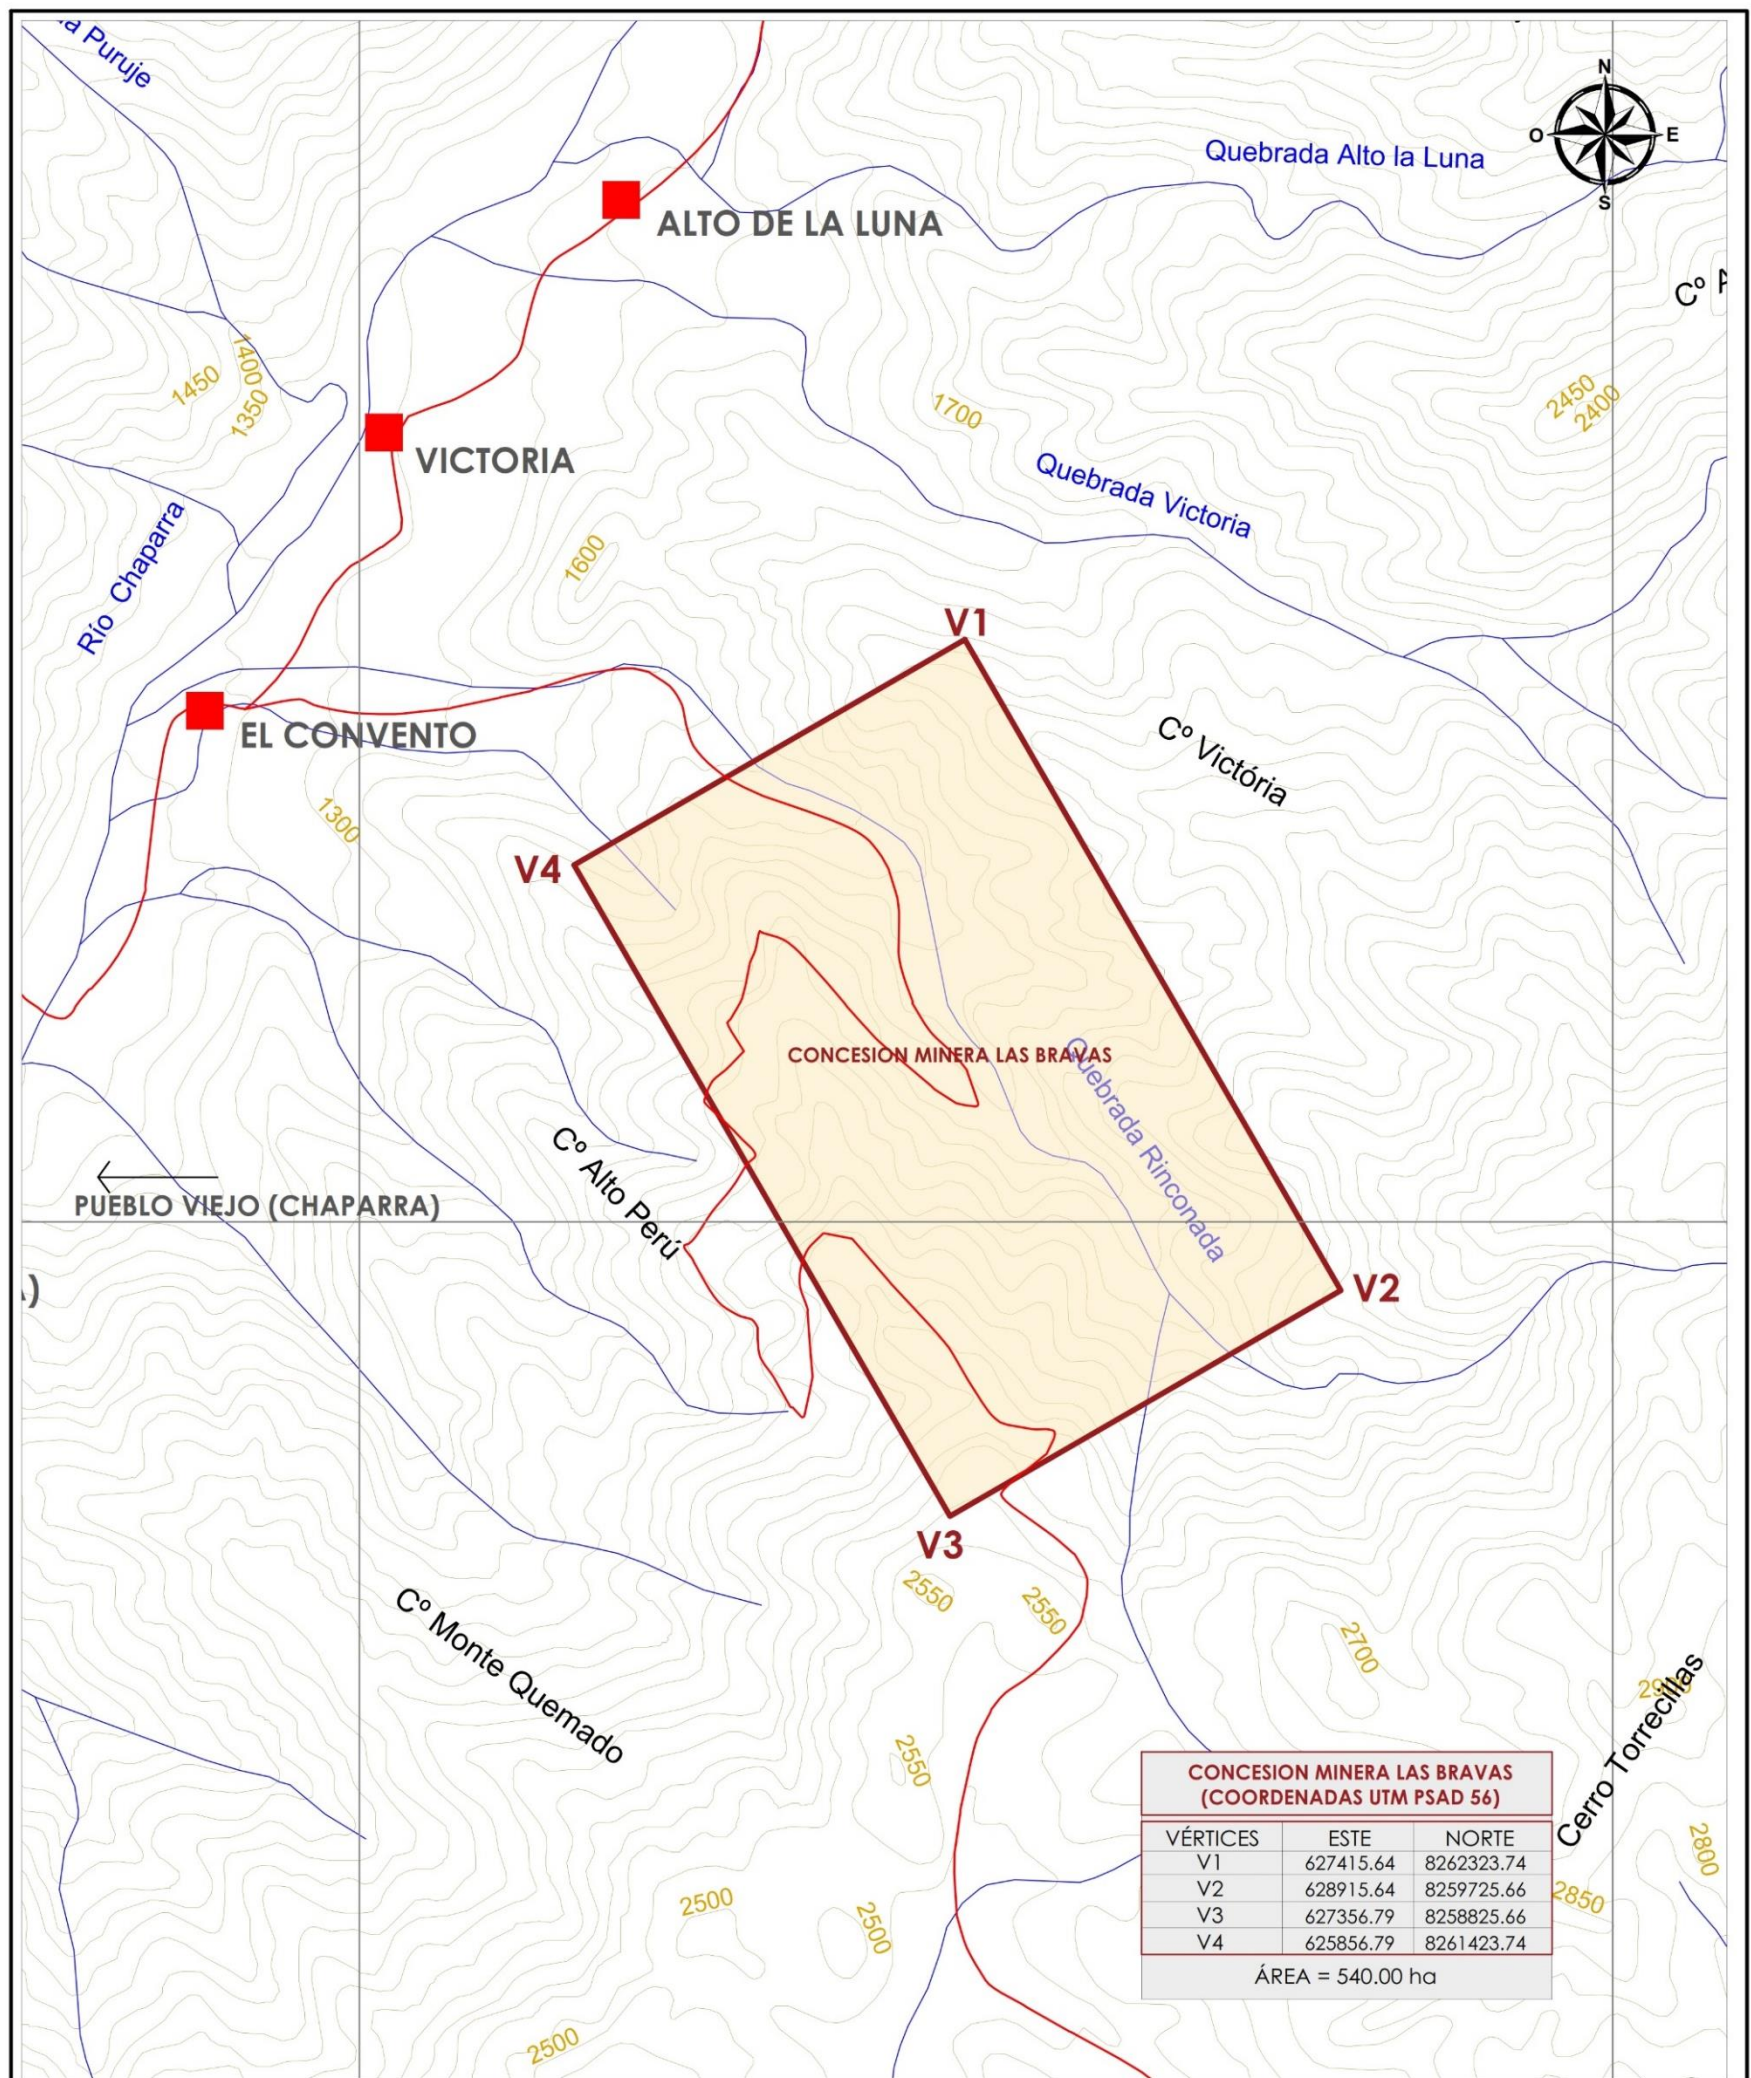 a Puruje
N
O
E
S
Quebrada Alto la Luna
ALTO DE LA LUNA
Cº
1450
1400
1350
1700
2450
2400
VICTORIA
Quebrada Victoria
Río Chaparra
1600
V1
EL CONVENTO
Cº Victória
1300
V4
CONCESION MINERA LAS BRAVAS
Quebrada Rinconada
Cº Alto Perú
PUEBLO VIEJO (CHAPARRA)
)
V2
V3
2550
2550
Cº Monte Quemado
2700
Cerro Torrecillas
2550
2800
2850
2500
2500
2500
CONCESION MINERA LAS BRAVAS
(COORDENADAS UTM PSAD 56)
VÉRTICES ESTE NORTE
V1 627415.64 8262323.74
V2 628915.64 8259725.66
V3 627356.79 8258825.66
V4 625856.79 8261423.74
ÁREA = 540.00 ha